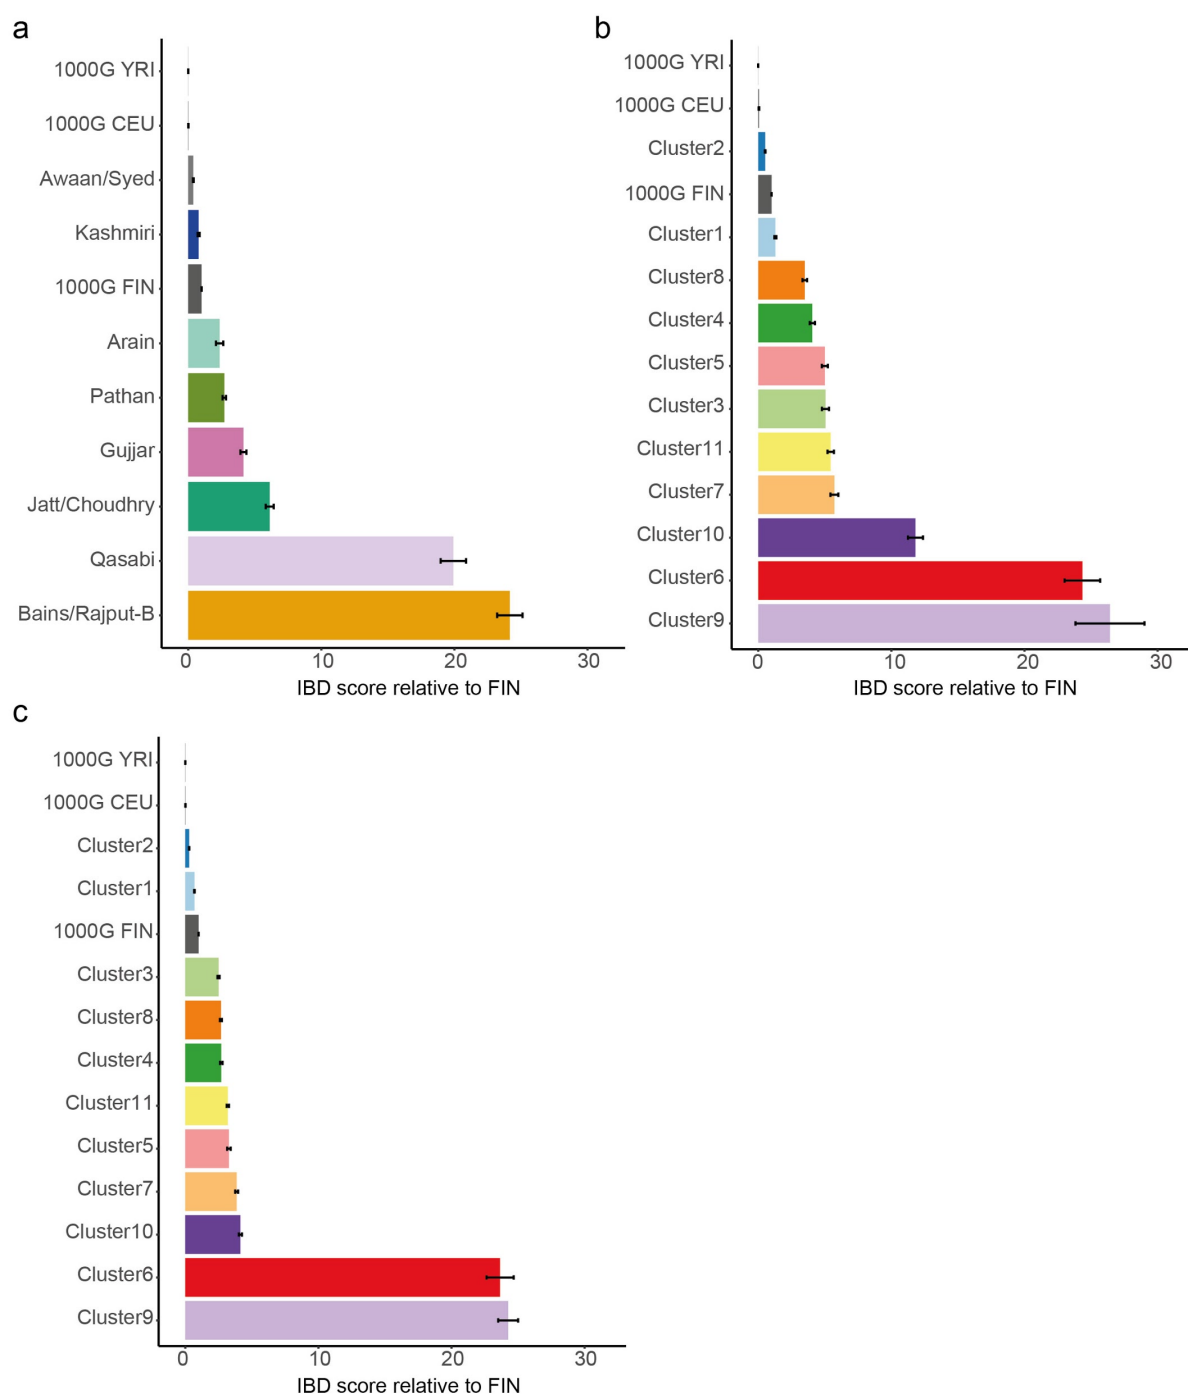 a
1000G YRI
1000G CEU
Awaan/Syed
Kashmiri
1000G FIN
Arain
Pathan
Gujjar
Jatt/Choudhry
Qasabi
Bains/Rajput-B
0 10 20 30
IBD score relative to FIN
b
1000G YRI
1000G CEU
Cluster2
1000G FIN
Cluster1
Cluster8
Cluster4
Cluster5
Cluster3
Cluster11
Cluster7
Cluster10
Cluster6
Cluster9
0 10 20 30
IBD score relative to FIN
c
1000G YRI
1000G CEU
Cluster2
Cluster1
1000G FIN
Cluster3
Cluster8
Cluster4
Cluster11
Cluster5
Cluster7
Cluster10
Cluster6
Cluster9
0 10 20 30
IBD score relative to FIN